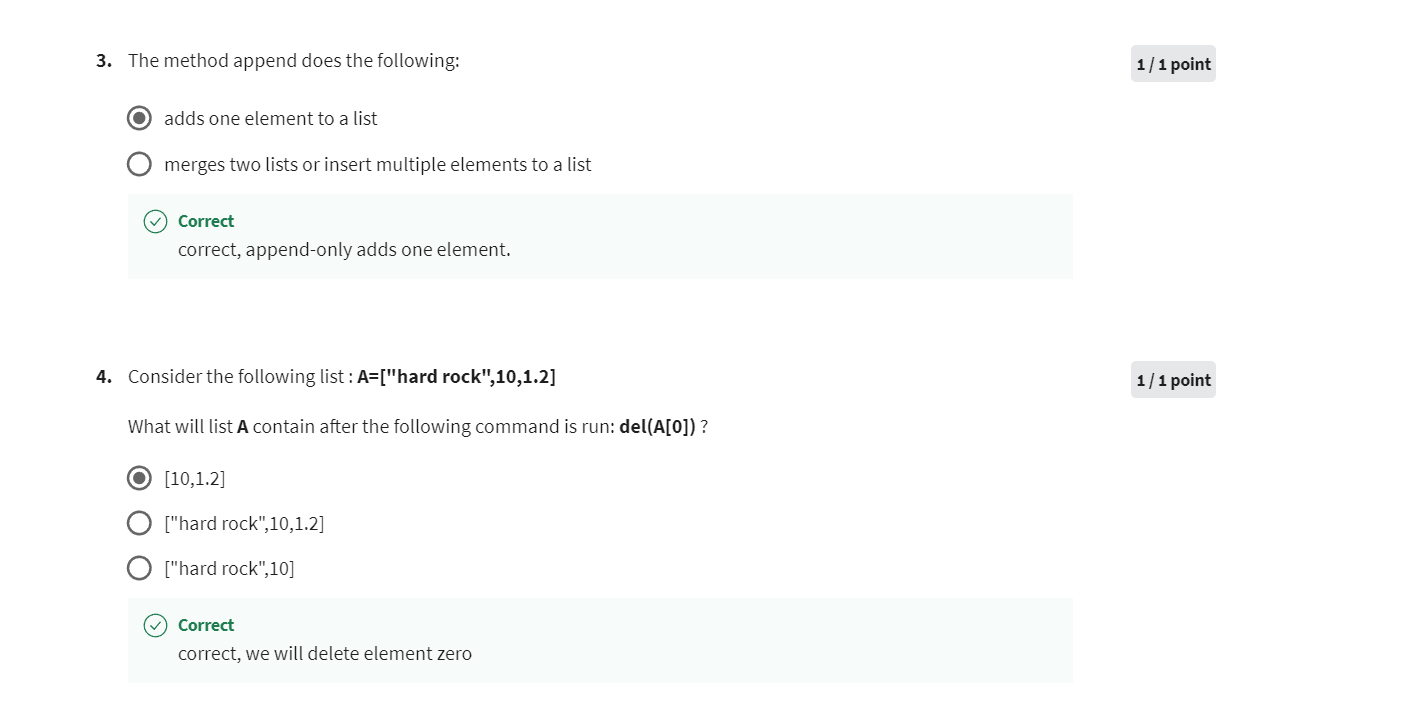 3. The method append does the following:
1 / 1 point
adds one element to a list
merges two lists or insert multiple elements to a list
Correct
correct, append-only adds one element.
4. Consider the following list : A=["hard rock",10,1.2]
1 / 1 point
What will list A contain after the following command is run: del(A[0]) ?
[10,1.2]
["hard rock",10,1.2]
["hard rock",10]
Correct
correct, we will delete element zero